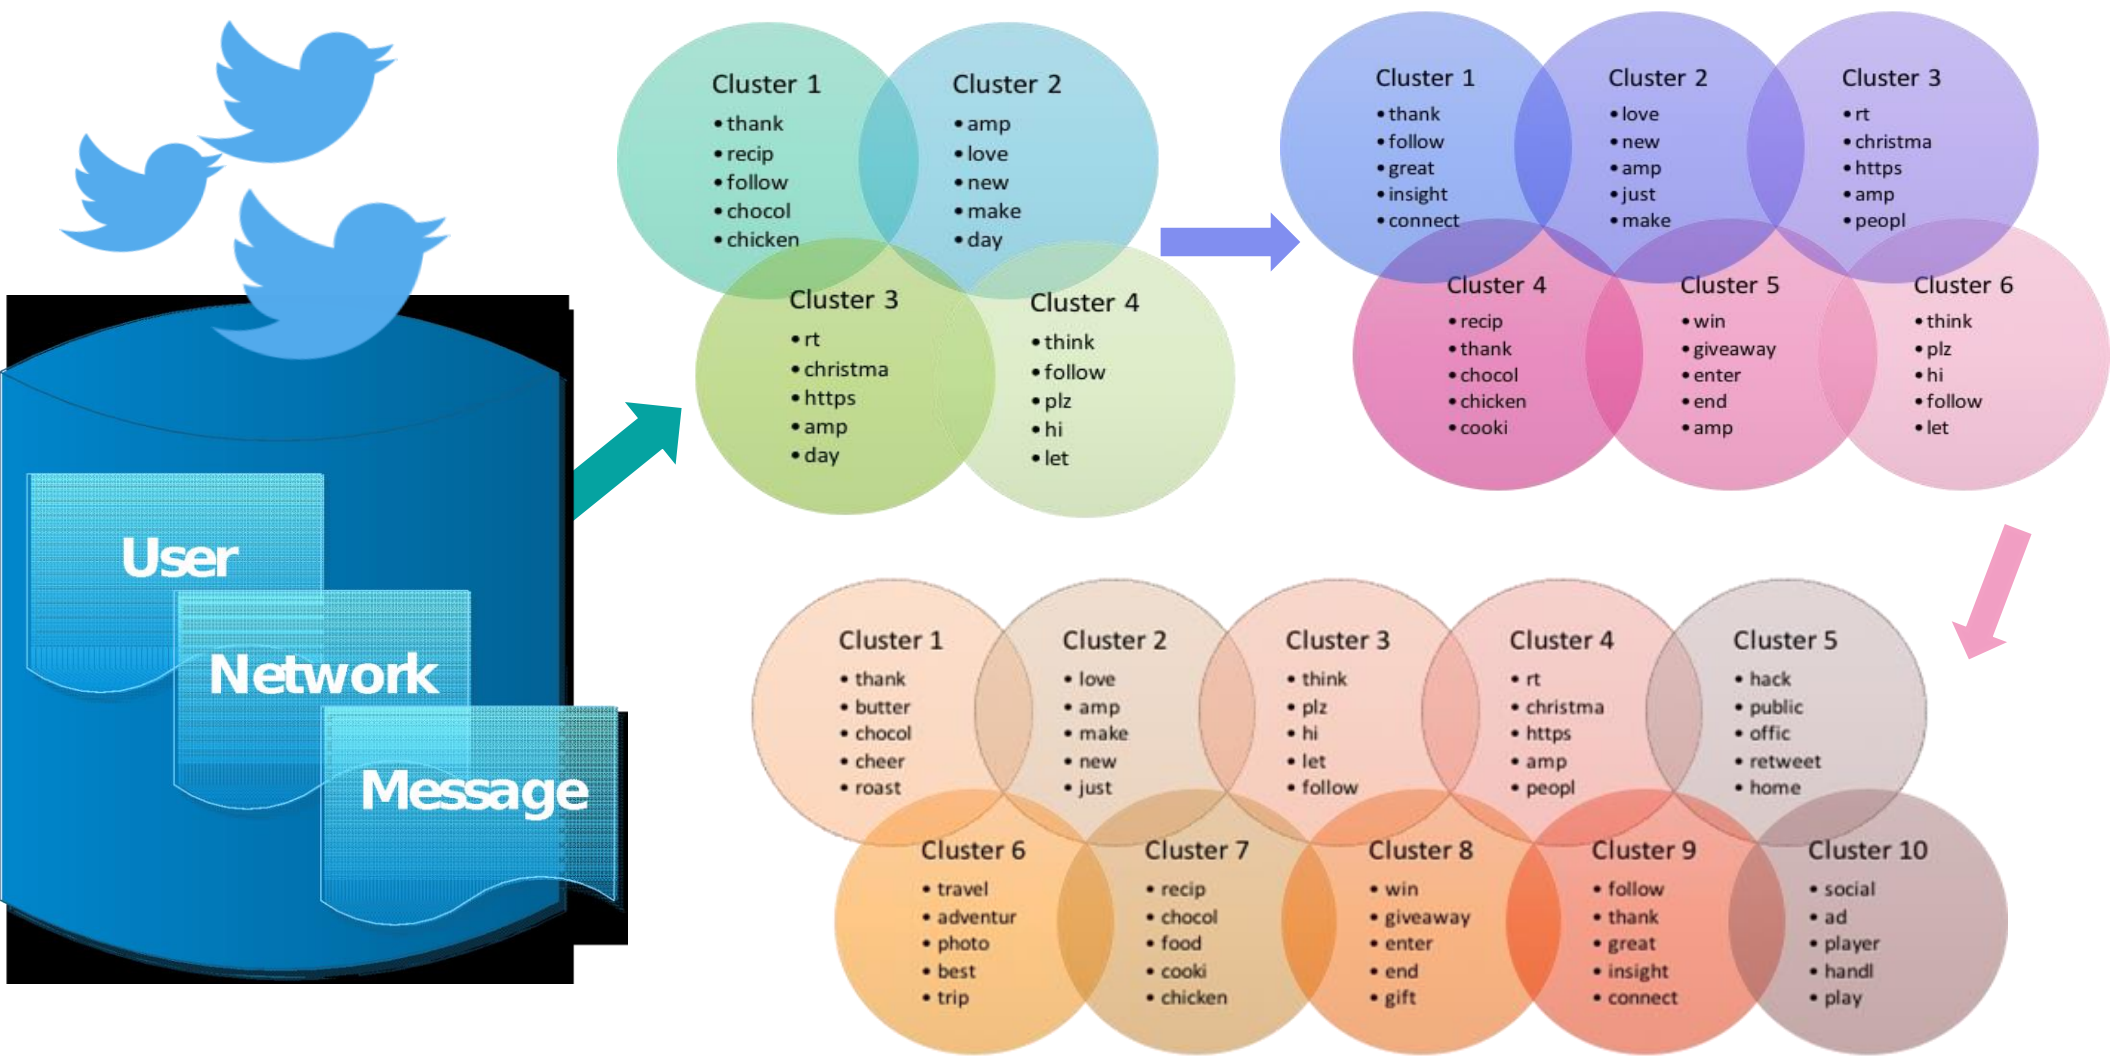 User
Network
Message
Cluster 1
• thank
• recip
• follow
• chocol
• chicken
Cluster 2
• amp
• love
• new
• make
• day
Cluster 3
• rt
• christma
• https
• amp
• day
Cluster 4
• think
• follow
• plz
• hi
• let
Cluster 1
• thank
• follow
• great
• insight
• connect
Cluster 2
• love
• new
• amp
• just
• make
Cluster 3
• rt
• christma
• https
• amp
• peopl
Cluster 4
• recip
• thank
• chocol
• chicken
• cooki
Cluster 5
• win
• giveaway
• enter
• end
• amp
Cluster 6
• think
• plz
• hi
• follow
• let
Cluster 1
• thank
• butter
• chocol
• cheer
• roast
Cluster 2
• love
• amp
• make
• new
• just
Cluster 3
• think
• plz
• hi
• let
• follow
Cluster 4
• rt
• christma
• https
• amp
• peopl
Cluster 5
• hack
• public
• offic
• retweet
• home
Cluster 6
• travel
• adventur
• photo
• best
• trip
Cluster 7
• recip
• chocol
• food
• cooki
• chicken
Cluster 8
• win
• giveaway
• enter
• end
• gift
Cluster 9
• follow
• thank
• great
• insight
• connect
Cluster 10
• social
• ad
• player
• handl
• play